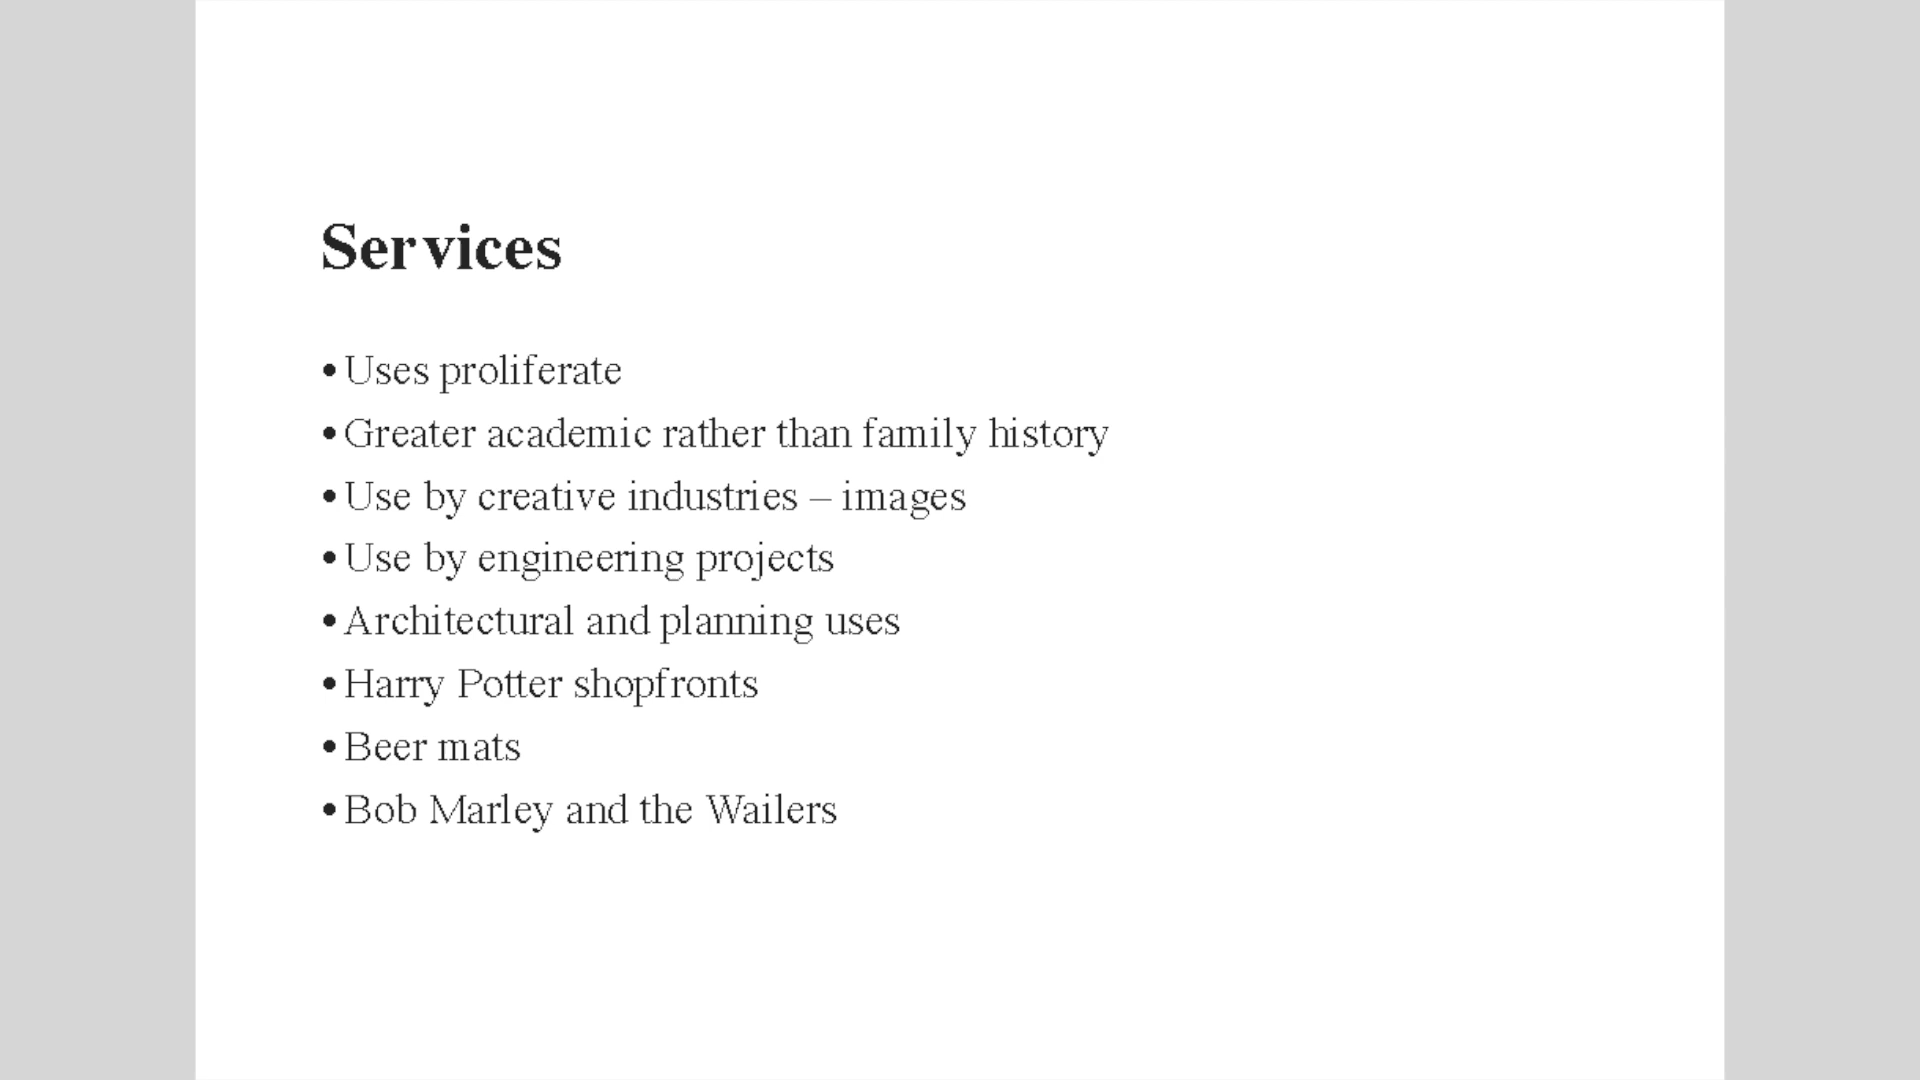 Services
• Uses proliferate
• Greater academic rather than family history
• Use by creative industries – images
• Use by engineering projects
• Architectural and planning uses
• Harry Potter shopfronts
• Beer mats
• Bob Marley and the Wailers